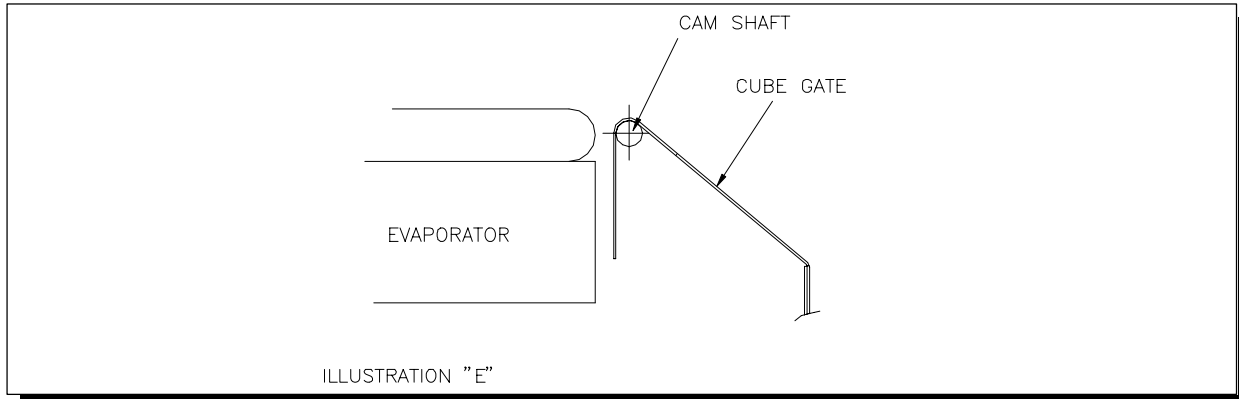 CAM SHAFT
CUBE GATE
EVAPORATOR
ILLUSTRATION "E"